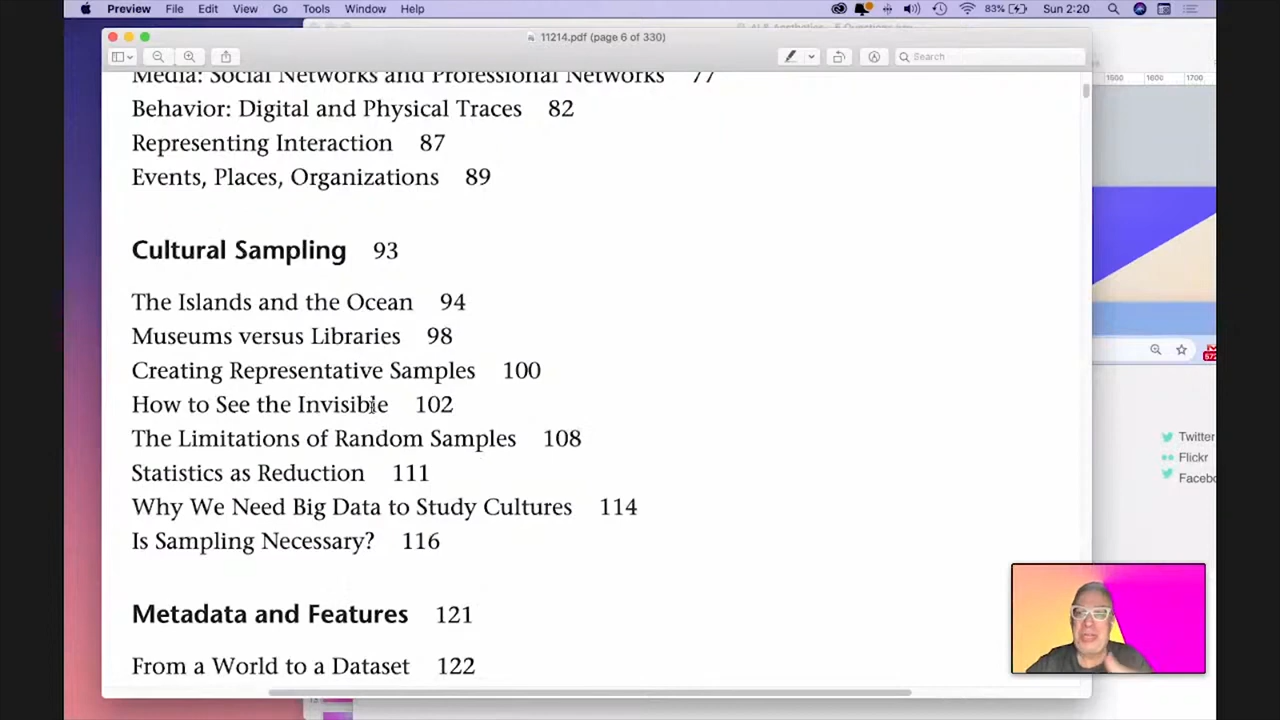 Preview File Edit View Go Tools Window Help 83% Sun 2:20
11214.pdf (page 6 of 330)
Search
1500 1600 1700
Media: Social Networks and Professional Networks 77
Behavior: Digital and Physical Traces 82
Representing Interaction 87
Events, Places, Organizations 89
Cultural Sampling 93
The Islands and the Ocean 94
Museums versus Libraries 98
Creating Representative Samples 100
How to See the Invisible 102
The Limitations of Random Samples 108
Statistics as Reduction 111
Why We Need Big Data to Study Cultures 114
Is Sampling Necessary? 116
Metadata and Features 121
From a World to a Dataset 122
Twitter
Flickr
Facebo